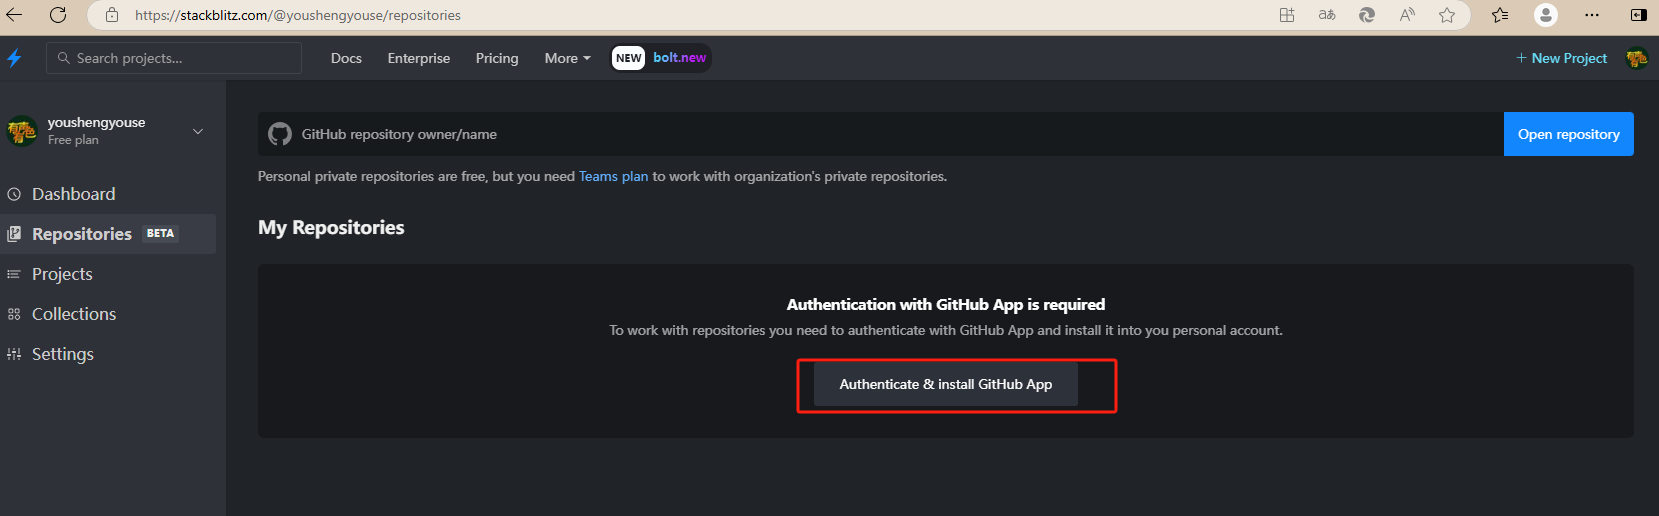 https://stackblitz.com/@youshengyouse/repositories
Search projects...
Docs
Enterprise
Pricing
More
NEW
bolt.new
+ New Project
youshengyouse
Free plan
Dashboard
Repositories BETA
Projects
Collections
Settings
GitHub repository owner/name
Open repository
Personal private repositories are free, but you need Teams plan to work with organization's private repositories.
My Repositories
Authentication with GitHub App is required
To work with repositories you need to authenticate with GitHub App and install it into you personal account.
Authenticate & install GitHub App